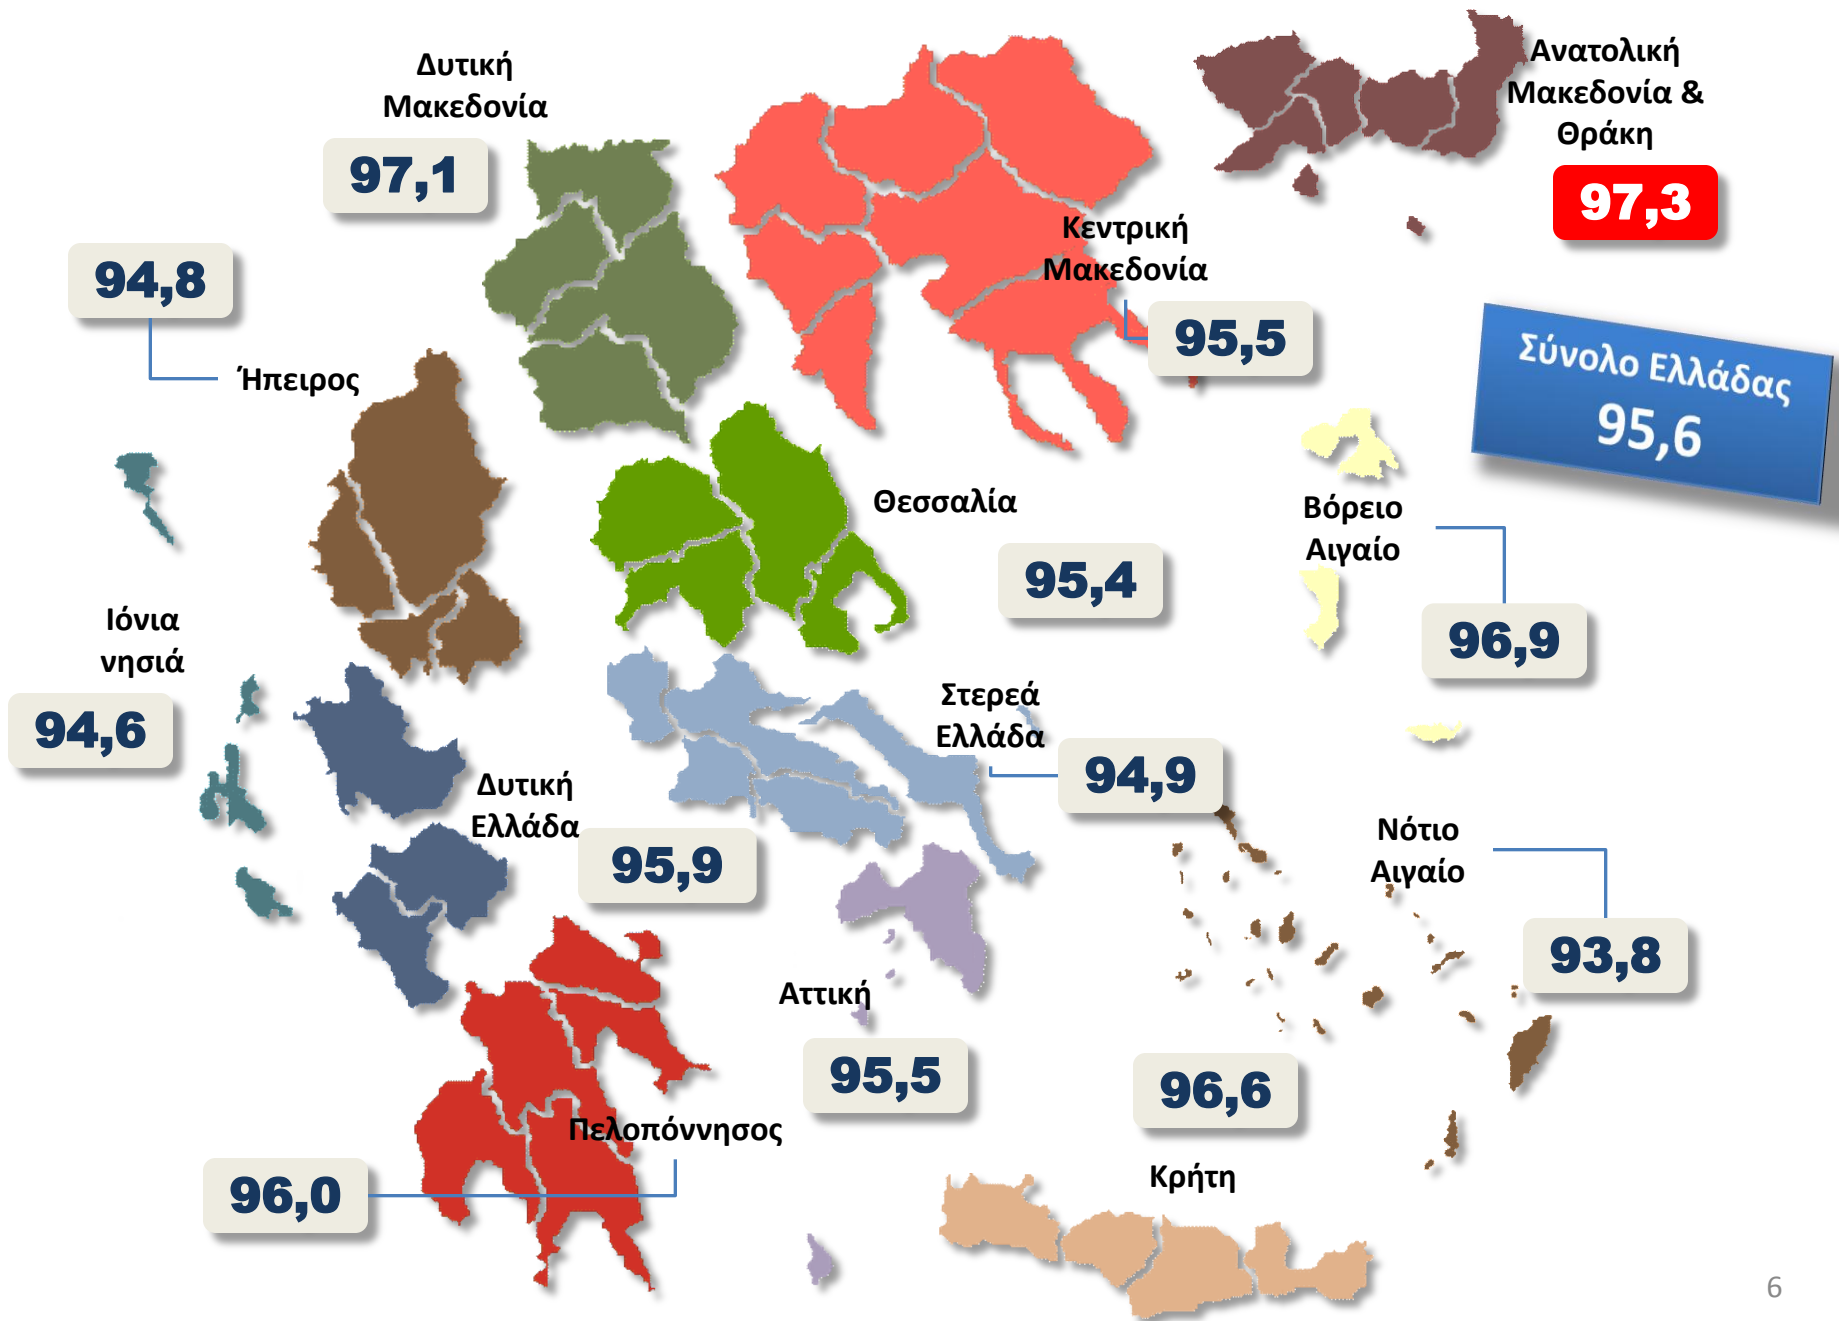 Δυτική
Μακεδονία
97,1
Ανατολική
Μακεδονία &
Θράκη
97,3
Κεντρική
Μακεδονία
95,5
94,8
Ήπειρος
Σύνολο Ελλάδας
95,6
Θεσσαλία
95,4
Βόρειο
Αιγαίο
96,9
Ιόνια
νησιά
94,6
Στερεά
Ελλάδα
94,9
Δυτική
Ελλάδα
95,9
Νότιο
Αιγαίο
93,8
Αττική
95,5
96,6
Κρήτη
Πελοπόννησος
96,0
6